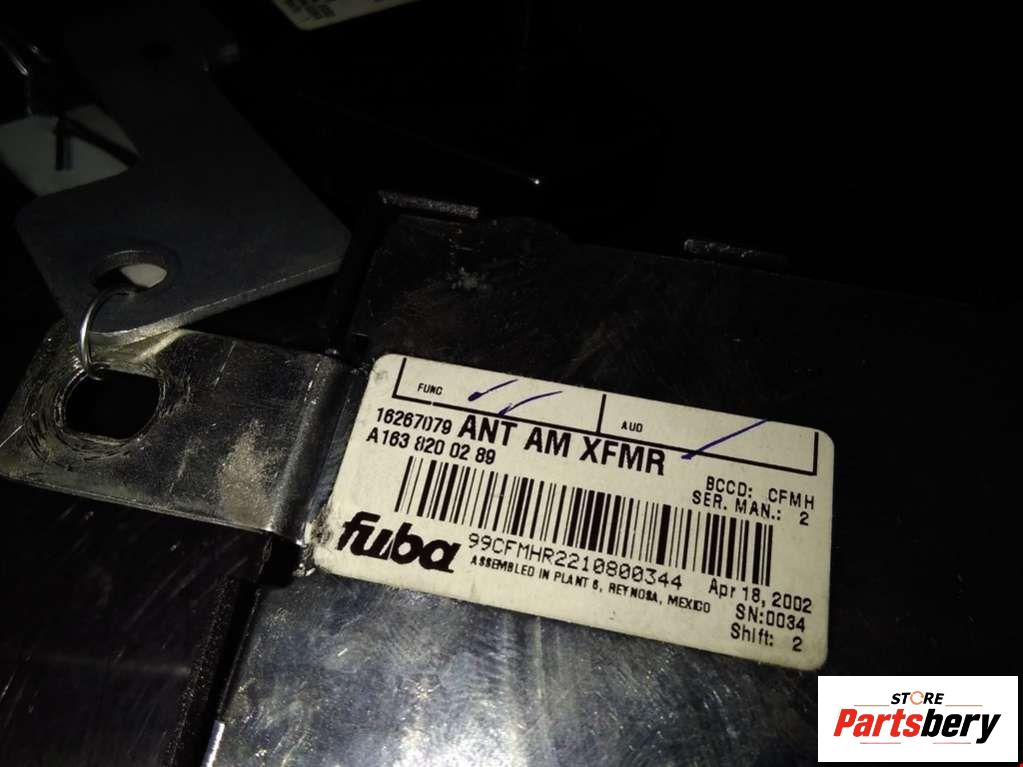 FUNC
AUD
16267079 ANT AM XFMR
A163 820 02 89
BCCD: CFMH
SER. MAN.: 2
fuba
99CFMHR2210800344
ASSEMBLED IN PLANT 6, REYNOSA, MEXICO
Apr 18, 2002
SN:0034
Shift: 2
STORE
Partsbery